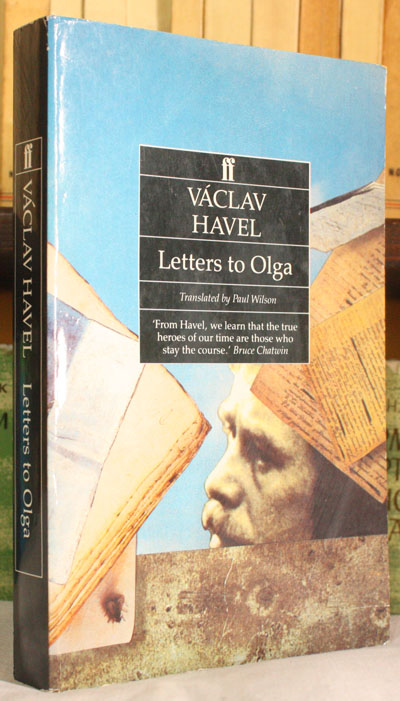 ff
VÁCLAV
HAVEL
Letters to Olga
Translated by Paul Wilson
'From Havel, we learn that the true
heroes of our time are those who
stay the course.' Bruce Chatwin
ff
VÁCLAV HAVEL Letters to Olga